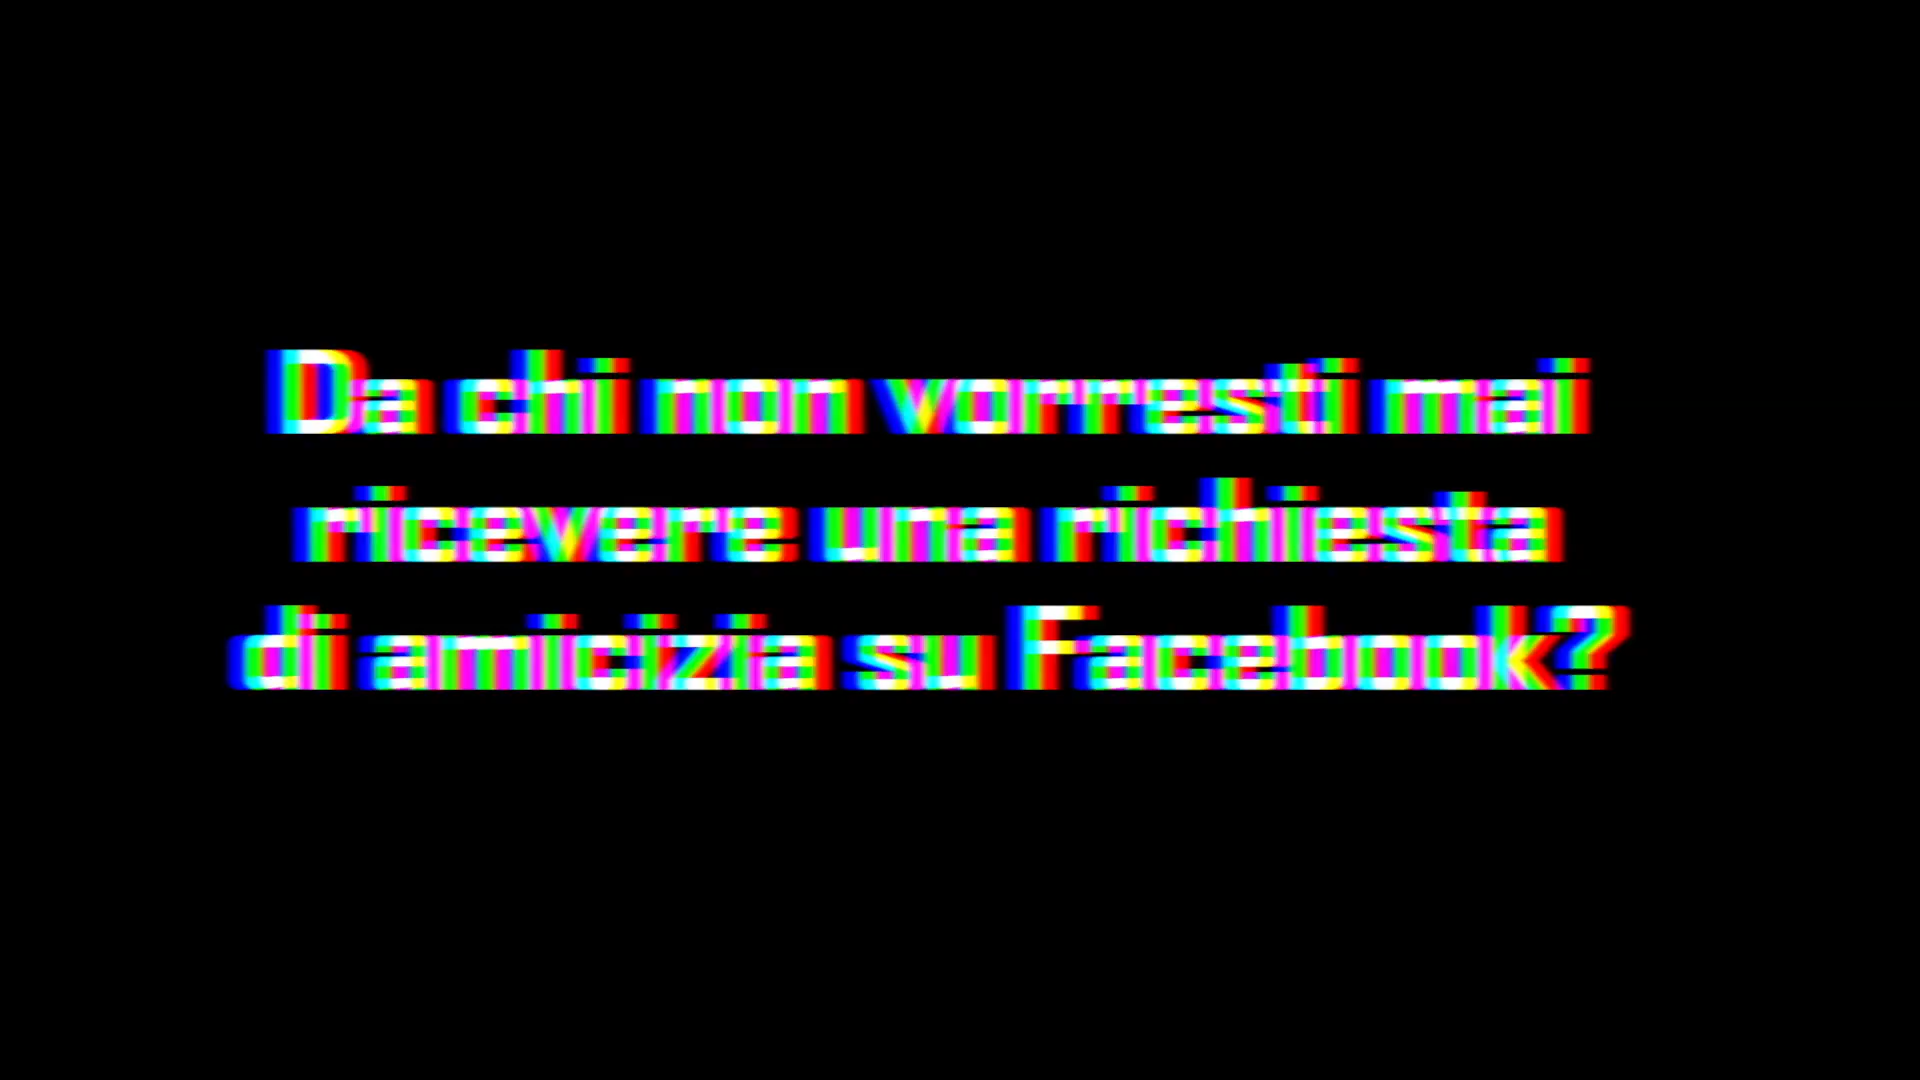 Da chi non vorresti mai
ricevere una richiesta
di amicizia su Facebook?